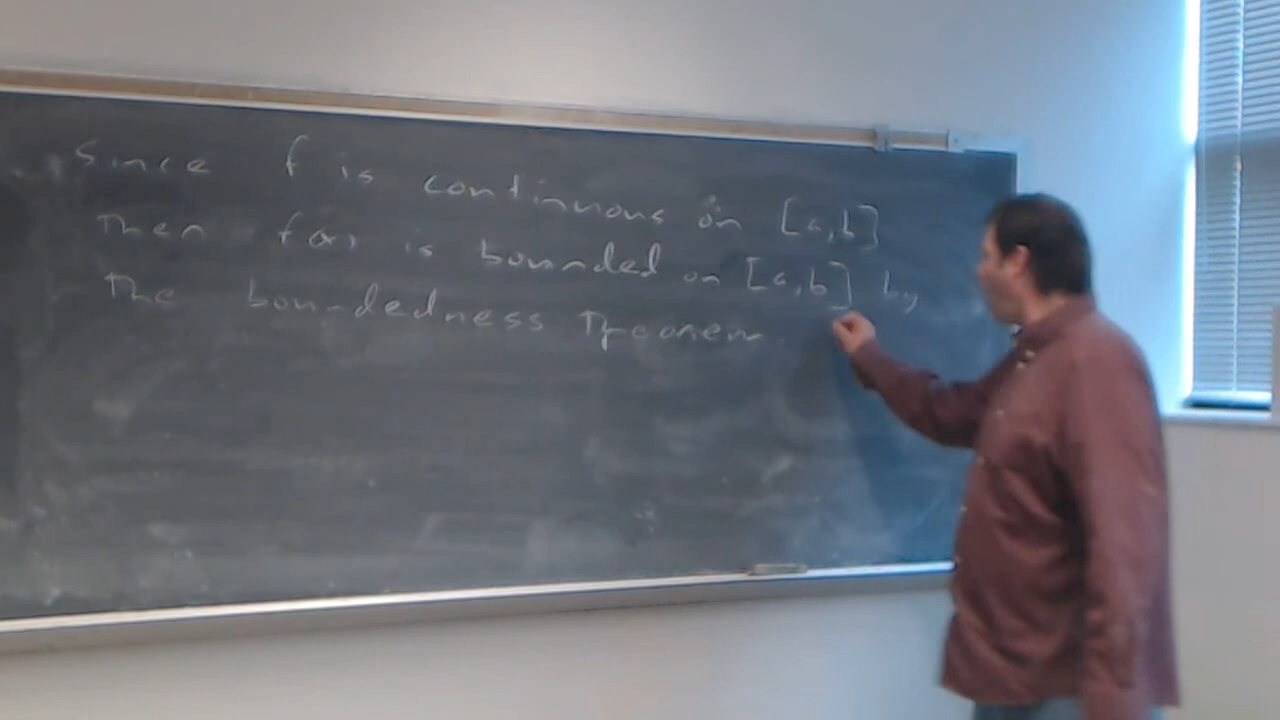 Since f is continuous on [a,b]
Then f(x) is bounded on [a,b] by
The boundedness Theorem